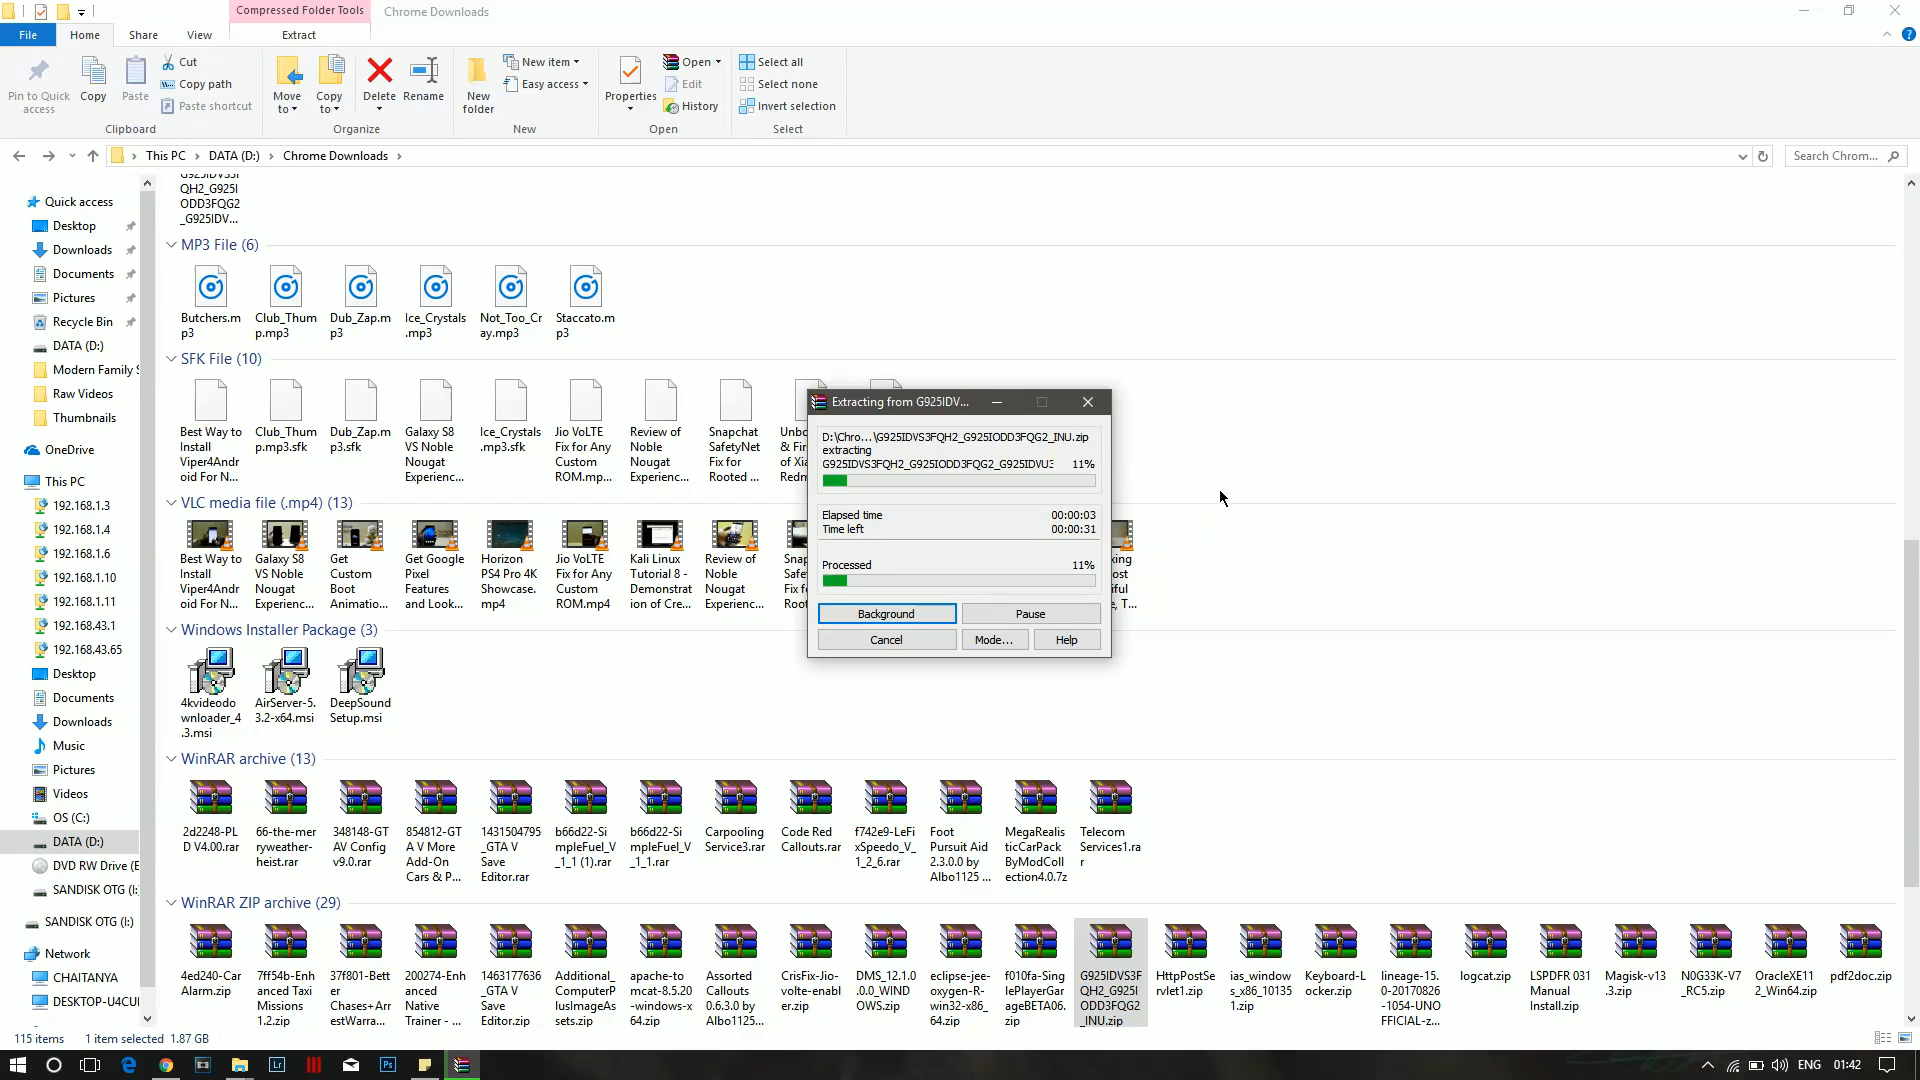 Compressed Folder Tools
Chrome Downloads
File
Home
Share
View
Extract
Pin to Quick access
Copy
Paste
Cut
Copy path
Paste shortcut
Clipboard
Move to
Copy to
Delete
Rename
Organize
New folder
New item
Easy access
New
Properties
Open
Edit
History
Open
Select all
Select none
Invert selection
Select
This PC
DATA (D:)
Chrome Downloads
Search Chrom...
Quick access
Desktop
Downloads
Documents
Pictures
Recycle Bin
DATA (D:)
Modern Family S
Raw Videos
Thumbnails
OneDrive
This PC
192.168.1.3
192.168.1.4
192.168.1.6
192.168.1.10
192.168.1.11
192.168.43.1
192.168.43.65
Desktop
Documents
Downloads
Music
Pictures
Videos
OS (C:)
DATA (D:)
DVD RW Drive (E
SANDISK OTG (I:
SANDISK OTG (I:)
Network
CHAITANYA
DESKTOP-U4CUI
G925IDVS3F
QH2_G925I
ODD3FQG2
_G925IDV...
MP3 File (6)
Butchers.m
p3
Club_Thum
p.mp3
Dub_Zap.m
p3
Ice_Crystals
.mp3
Not_Too_Cr
ay.mp3
Staccato.m
p3
SFK File (10)
Best Way to
Install
Viper4Andr
oid For N...
Club_Thum
p.mp3.sfk
Dub_Zap.m
p3.sfk
Galaxy S8
VS Noble
Nougat
Experienc...
Ice_Crystals
.mp3.sfk
Jio VoLTE
Fix for Any
Custom
ROM.mp...
Review of
Noble
Nougat
Experienc...
Snapchat
SafetyNet
Fix for
Rooted ...
Unb
of Xia
Redm
Extracting from G925IDV...
D:\Chro...\G925IDVS3FQH2_G925IODD3FQG2_INU.zip
extracting
G925IDVS3FQH2_G925IODD3FQG2_G925IDVU3 11%
Elapsed time 00:00:03
Time left 00:00:31
Processed 11%
Background
Pause
Cancel
Mode...
Help
VLC media file (.mp4) (13)
Best Way to
Install
Viper4Andr
oid For N...
Galaxy S8
VS Noble
Nougat
Experienc...
Get
Custom
Boot
Animatio...
Get Google
Pixel
Features
and Look...
Horizon
PS4 Pro 4K
Showcase.
mp4
Jio VoLTE
Fix for Any
Custom
ROM.mp4
Kali Linux
Tutorial 8 -
Demonstrat
ion of Cre...
Review of
Noble
Nougat
Experienc...
Snap
Safe
Fix fo
Root
king
ost
iful
, T...
Windows Installer Package (3)
4kvideodo
wnloader_4
.3.msi
AirServer-5.
3.2-x64.msi
DeepSound
Setup.msi
WinRAR archive (13)
2d2248-PL
D V4.00.rar
66-the-mer
ryweather-
heist.rar
348148-GT
AV Config
v9.0.rar
854812-GT
A V More
Add-On
Cars & P...
1431504795
_GTA V
Save
Editor.rar
b66d22-Si
mpleFuel_V
_1_1 (1).rar
b66d22-Si
mpleFuel_V
_1_1.rar
Carpooling
Service3.rar
Code Red
Callouts.rar
f742e9-LeFi
xSpeedo_V
_1_2_6.rar
Foot
Pursuit Aid
2.3.0.0 by
Albo1125 ...
MegaRealis
ticCarPack
ByModColl
ection4.0.7z
Telecom
Services1.ra
r
WinRAR ZIP archive (29)
4ed240-Car
Alarm.zip
7ff54b-Enh
anced Taxi
Missions
1.2.zip
37f801-Bett
er
Chases+Arr
estWarra...
200274-Enh
anced
Native
Trainer - ...
1463177636
_GTA V
Save
Editor.zip
Additional_
ComputerP
lusImageAs
sets.zip
apache-to
mcat-8.5.20
-windows-x
64.zip
Assorted
Callouts
0.6.3.0 by
Albo1125...
CrisFix-Jio-
volte-enabl
er.zip
DMS_12.1.0
.0.0_WIND
OWS.zip
eclipse-jee-
oxygen-R-
win32-x86_
64.zip
f010fa-Sing
lePlayerGar
ageBETA06.
zip
G925IDVS3F
QH2_G925I
ODD3FQG2
_INU.zip
HttpPostSe
rvlet1.zip
ias_window
s_x86_10135
1.zip
Keyboard-L
ocker.zip
lineage-15.
0-20170826
-1054-UNO
FFICIAL-z...
logcat.zip
LSPDFR 031
Manual
Install.zip
Magisk-v13
.3.zip
N0G33K-V7
_RC5.zip
OracleXE11
2_Win64.zip
pdf2doc.zip
115 items
1 item selected 1.87 GB
Lr
Ps
ENG
01:42